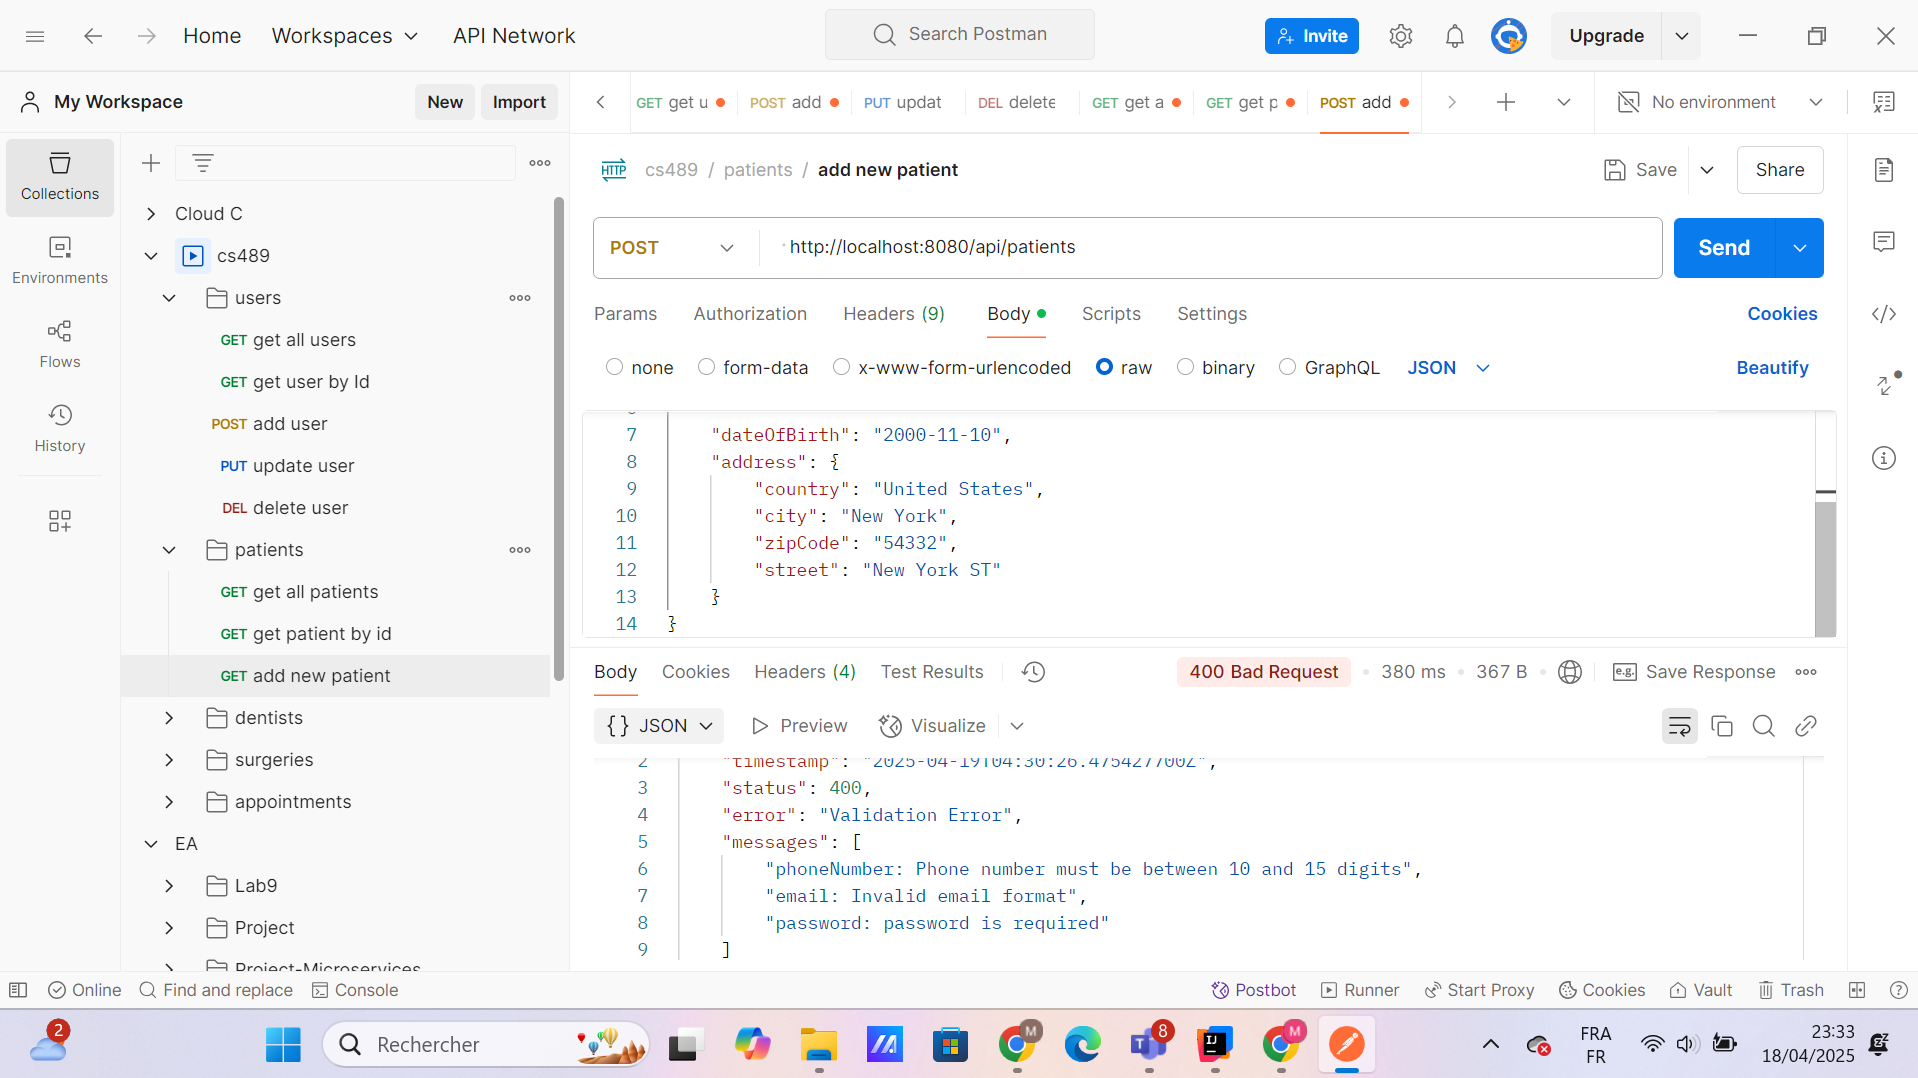 Home Workspaces API Network Search Postman Invite Upgrade
My Workspace New Import GET get u POST add PUT updat DEL delete GET get a GET get p POST add No environment
Collections
Environments
Flows
History
Cloud C
cs489
users
GET get all users
GET get user by Id
POST add user
PUT update user
DEL delete user
patients
GET get all patients
GET get patient by id
GET add new patient
dentists
surgeries
appointments
EA
Lab9
Project
Project-Microservices
HTTP cs489 / patients / add new patient Save Share
POST http://localhost:8080/api/patients Send
Params Authorization Headers (9) Body Scripts Settings Cookies
none form-data x-www-form-urlencoded raw binary GraphQL JSON Beautify
7 "dateOfBirth": "2000-11-10",
8 "address": {
9 "country": "United States",
10 "city": "New York",
11 "zipCode": "54332",
12 "street": "New York ST"
13 }
14 }
Body Cookies Headers (4) Test Results 400 Bad Request • 380 ms • 367 B • e.g. Save Response
{} JSON Preview Visualize
2 "timestamp": "2025-04-19T04:30:26.475427700Z",
3 "status": 400,
4 "error": "Validation Error",
5 "messages": [
6 "phoneNumber: Phone number must be between 10 and 15 digits",
7 "email: Invalid email format",
8 "password: password is required"
9 ]
Online Find and replace Console Postbot Runner Start Proxy Cookies Vault Trash
2 Rechercher M 8 IJ M FRA 23:33
FR 18/04/2025